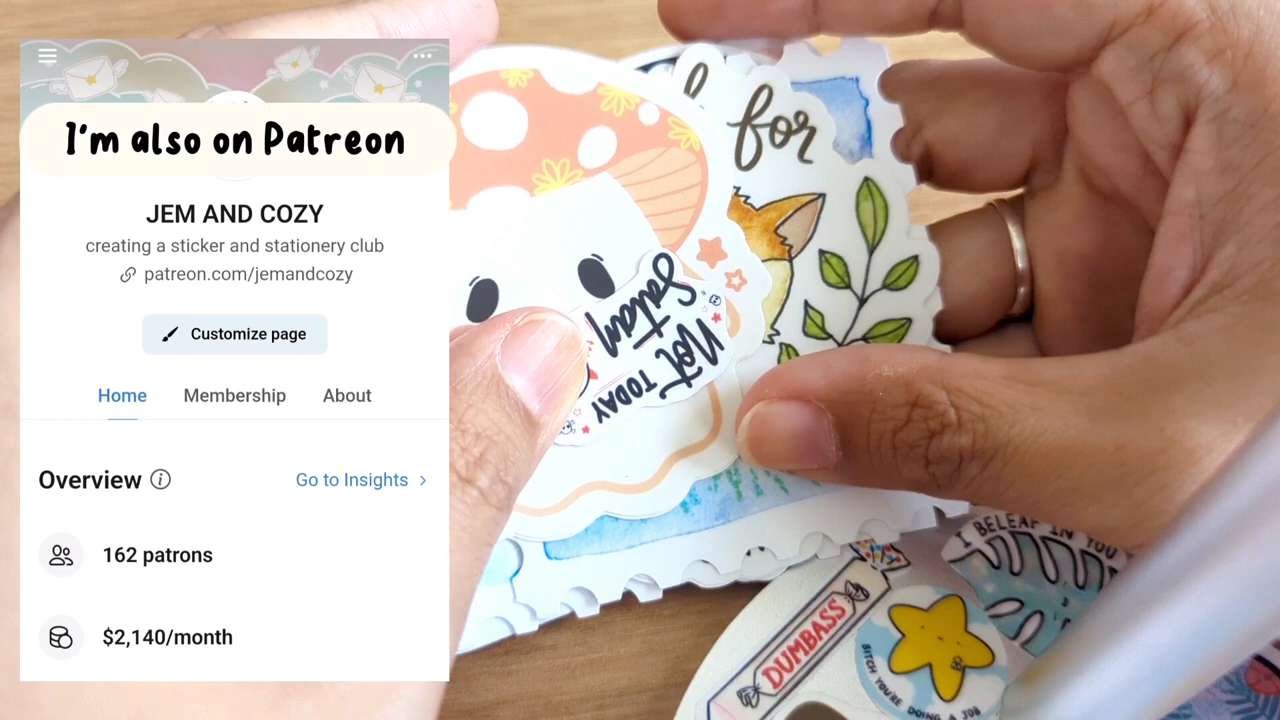 I'm also on Patreon
JEM AND COZY
creating a sticker and stationery club
patreon.com/jemandcozy
Customize page
Home Membership About
Overview
Go to Insights
162 patrons
$2,140/month
for
Not
TODAY
Satan
I BELEAF IN YOU
DUMBASS
BITCH YOU'RE DOING A JOB